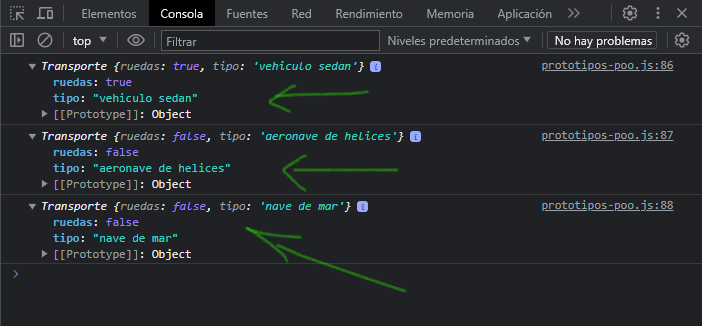 Elementos Consola Fuentes Red Rendimiento Memoria Aplicación
top Filtrar Niveles predeterminados No hay problemas
Transporte {ruedas: true, tipo: 'vehiculo sedan'} i prototipos-poo.js:86
ruedas: true
tipo: "vehiculo sedan"
[[Prototype]]: Object
Transporte {ruedas: false, tipo: 'aeronave de helices'} i prototipos-poo.js:87
ruedas: false
tipo: "aeronave de helices"
[[Prototype]]: Object
Transporte {ruedas: false, tipo: 'nave de mar'} i prototipos-poo.js:88
ruedas: false
tipo: "nave de mar"
[[Prototype]]: Object